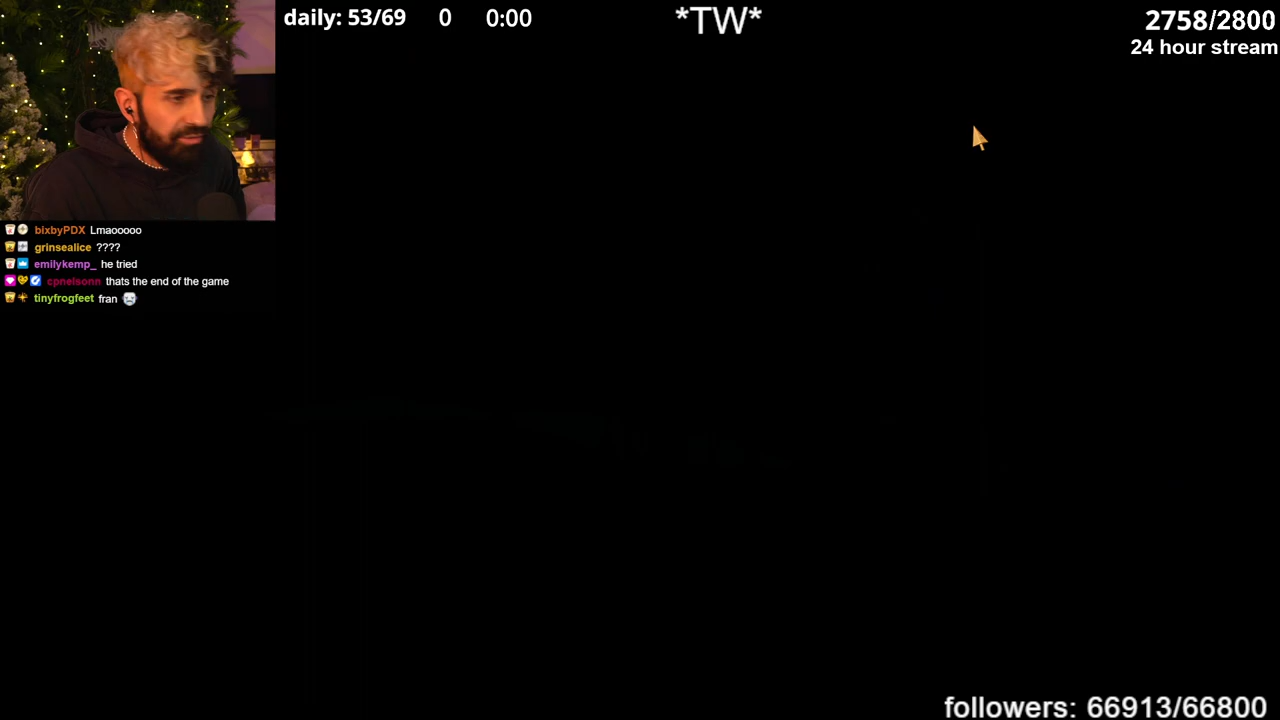 daily: 53/69 0 0:00 *TW* 2758/2800
24 hour stream
bixbyPDX Lmaooooo
grinsealice ????
emilykemp_ he tried
cpnelsonn thats the end of the game
tinyfrogfeet fran
followers: 66913/66800